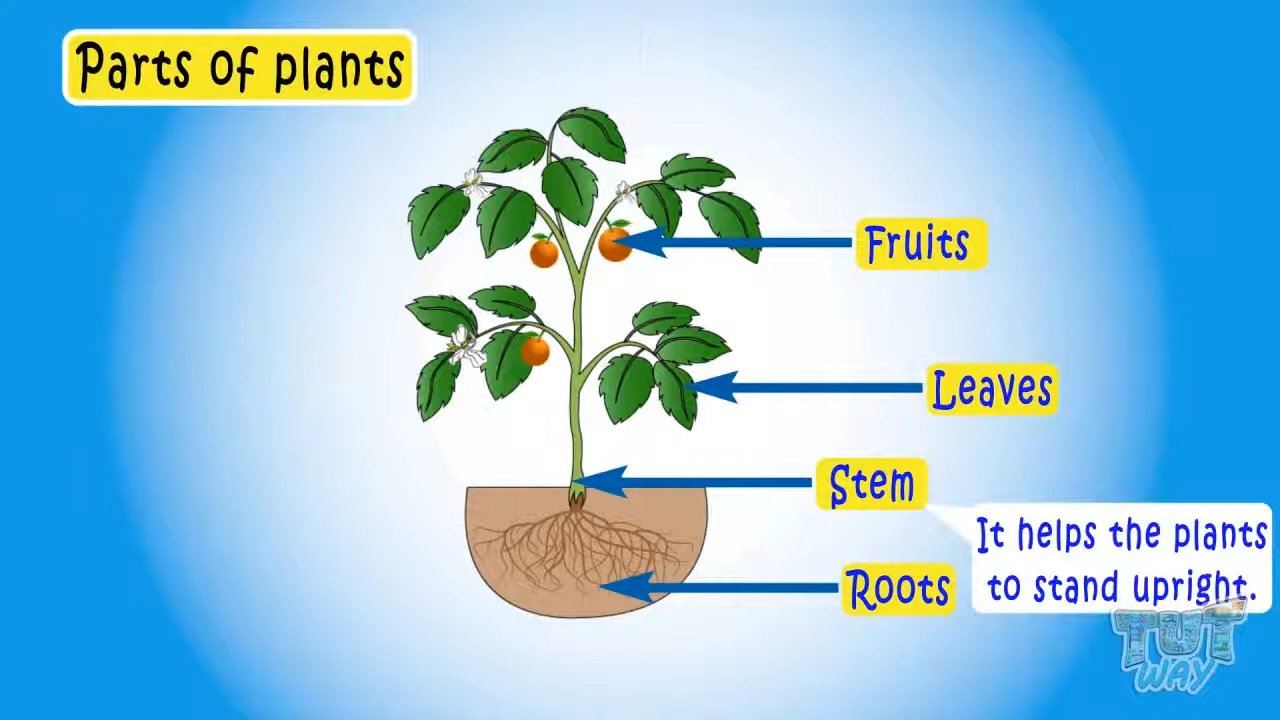 Parts of plants
Fruits
Leaves
Stem
It helps the plants
to stand upright.
Roots
TUT
WAY